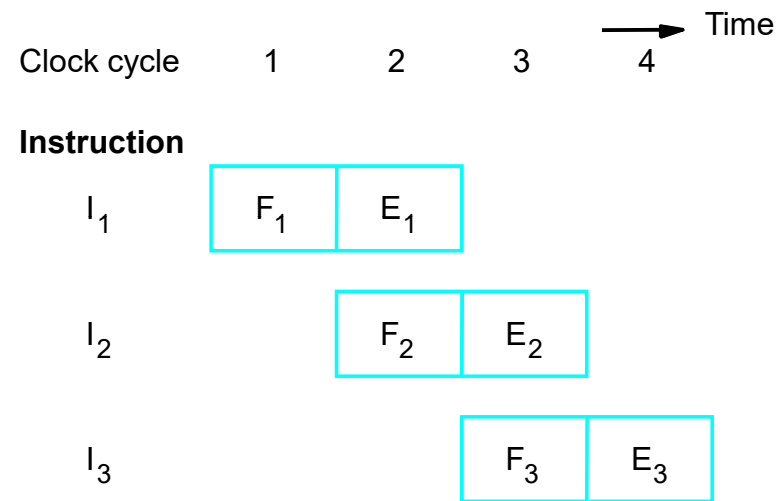 Time
Clock cycle 1 2 3 4
Instruction
I1 F1 E1
I2 F2 E2
I3 F3 E3